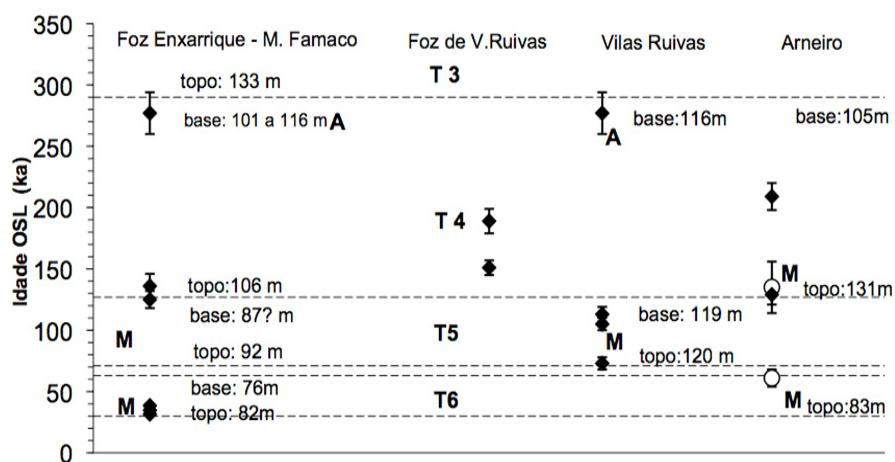 Idade OSL (ka)
350
300
250
200
150
100
50
0
Foz Enxarrique - M. Famaco
Foz de V.Ruivas
Vilas Ruivas
Arneiro
topo: 133 m
T 3
base: 101 a 116 m A
base:116m
base:105m
A
T 4
M
topo:106 m
topo:131m
base: 87? m
base: 119 m
M
T5
M
topo: 92 m
topo:120 m
base: 76m
M
T6
M
topo:83m
topo: 82m